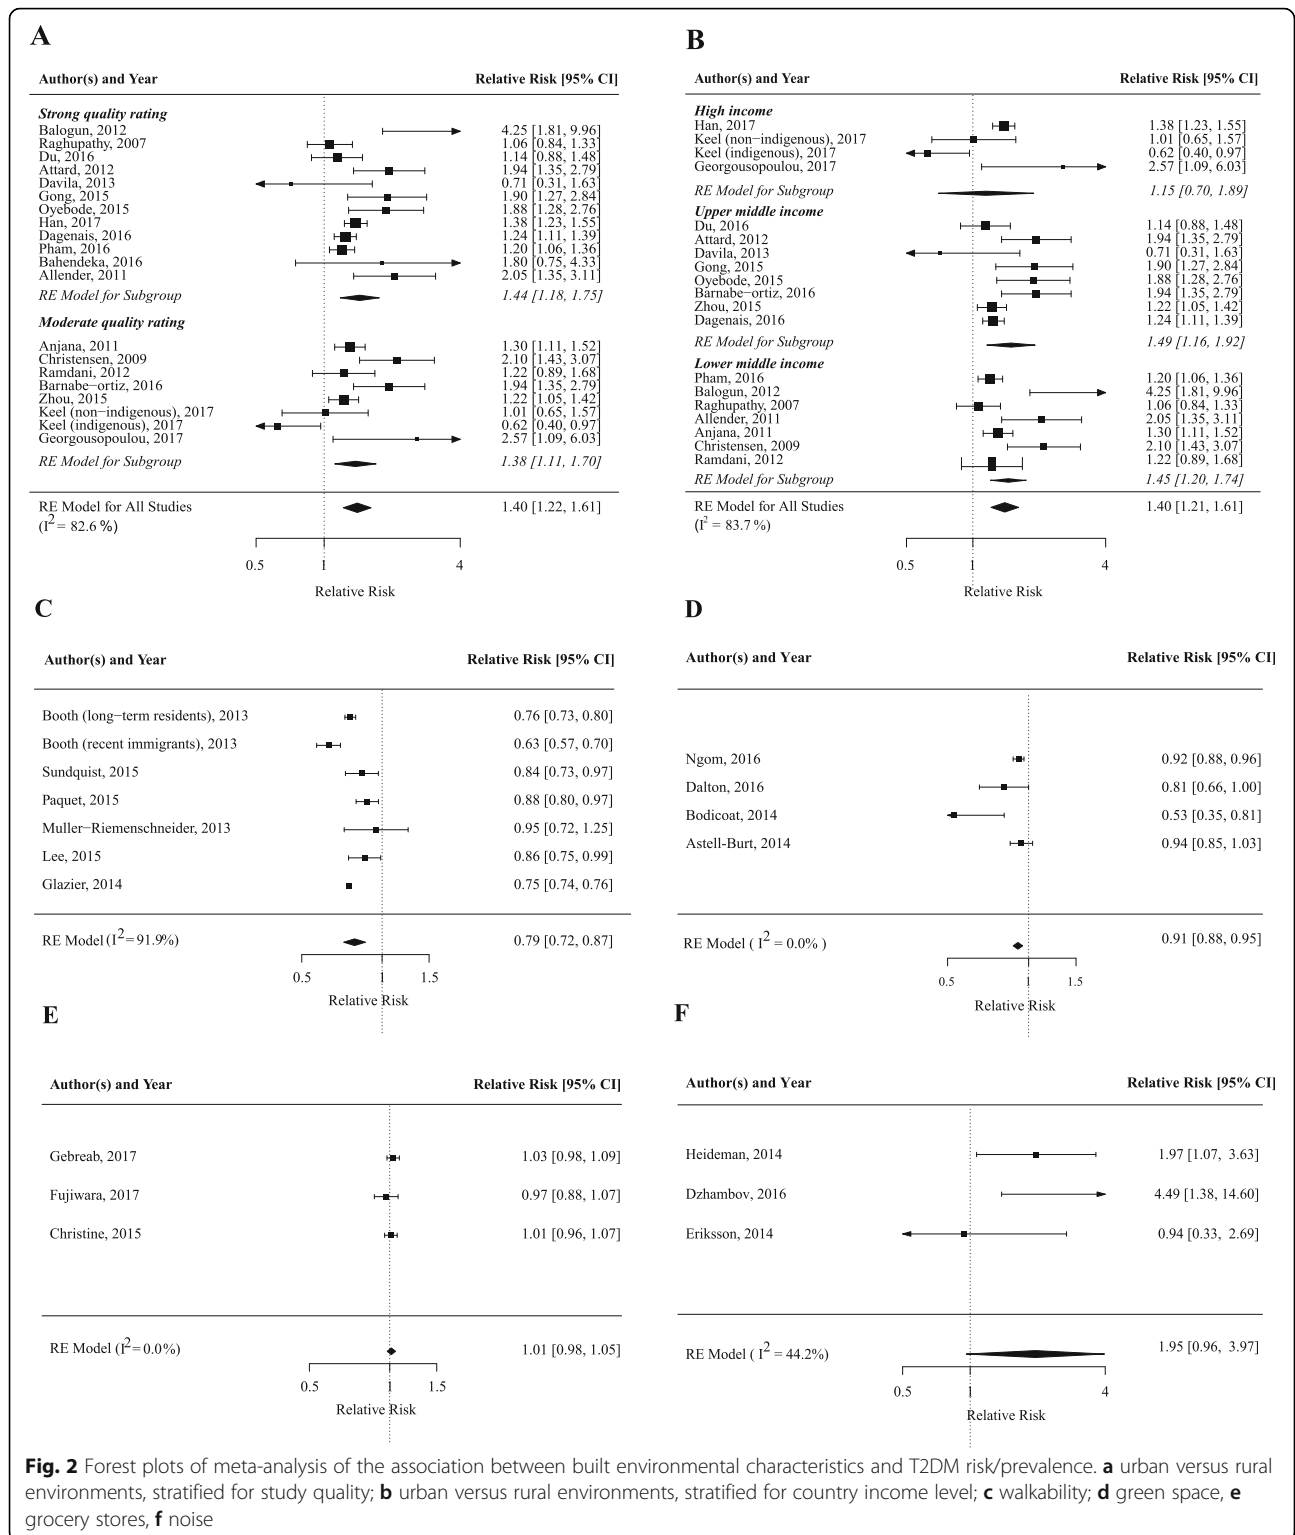 A
Author(s) and Year Relative Risk [95% CI]
Strong quality rating
Balogun, 2012 4.25 [1.81, 9.96]
Raghupathy, 2007 1.06 [0.84, 1.33]
Du, 2016 1.14 [0.88, 1.48]
Attard, 2012 1.94 [1.35, 2.79]
Davila, 2013 0.71 [0.31, 1.63]
Gong, 2015 1.90 [1.27, 2.84]
Oyebode, 2015 1.88 [1.28, 2.76]
Han, 2017 1.38 [1.23, 1.55]
Dagenais, 2016 1.24 [1.11, 1.39]
Pham, 2016 1.20 [1.06, 1.36]
Bahendeka, 2016 1.80 [0.75, 4.33]
Allender, 2011 2.05 [1.35, 3.11]
RE Model for Subgroup 1.44 [1.18, 1.75]
Moderate quality rating
Anjana, 2011 1.30 [1.11, 1.52]
Christensen, 2009 2.10 [1.43, 3.07]
Ramdani, 2012 1.22 [0.89, 1.68]
Barnabe−ortiz, 2016 1.94 [1.35, 2.79]
Zhou, 2015 1.22 [1.05, 1.42]
Keel (non−indigenous), 2017 1.01 [0.65, 1.57]
Keel (indigenous), 2017 0.62 [0.40, 0.97]
Georgousopoulou, 2017 2.57 [1.09, 6.03]
RE Model for Subgroup 1.38 [1.11, 1.70]
RE Model for All Studies 1.40 [1.22, 1.61]
(I² = 82.6 %)
0.5 1 4
Relative Risk
B
Author(s) and Year Relative Risk [95% CI]
High income
Han, 2017 1.38 [1.23, 1.55]
Keel (non−indigenous), 2017 1.01 [0.65, 1.57]
Keel (indigenous), 2017 0.62 [0.40, 0.97]
Georgousopoulou, 2017 2.57 [1.09, 6.03]
RE Model for Subgroup 1.15 [0.70, 1.89]
Upper middle income
Du, 2016 1.14 [0.88, 1.48]
Attard, 2012 1.94 [1.35, 2.79]
Davila, 2013 0.71 [0.31, 1.63]
Gong, 2015 1.90 [1.27, 2.84]
Oyebode, 2015 1.88 [1.28, 2.76]
Barnabe−ortiz, 2016 1.94 [1.35, 2.79]
Zhou, 2015 1.22 [1.05, 1.42]
Dagenais, 2016 1.24 [1.11, 1.39]
RE Model for Subgroup 1.49 [1.16, 1.92]
Lower middle income
Pham, 2016 1.20 [1.06, 1.36]
Balogun, 2012 4.25 [1.81, 9.96]
Raghupathy, 2007 1.06 [0.84, 1.33]
Allender, 2011 2.05 [1.35, 3.11]
Anjana, 2011 1.30 [1.11, 1.52]
Christensen, 2009 2.10 [1.43, 3.07]
Ramdani, 2012 1.22 [0.89, 1.68]
RE Model for Subgroup 1.45 [1.20, 1.74]
RE Model for All Studies 1.40 [1.21, 1.61]
(I² = 83.7 %)
0.5 1 4
Relative Risk
C
Author(s) and Year Relative Risk [95% CI]
Booth (long−term residents), 2013 0.76 [0.73, 0.80]
Booth (recent immigrants), 2013 0.63 [0.57, 0.70]
Sundquist, 2015 0.84 [0.73, 0.97]
Paquet, 2015 0.88 [0.80, 0.97]
Muller−Riemenschneider, 2013 0.95 [0.72, 1.25]
Lee, 2015 0.86 [0.75, 0.99]
Glazier, 2014 0.75 [0.74, 0.76]
RE Model (I² = 91.9%) 0.79 [0.72, 0.87]
0.5 1 1.5
Relative Risk
D
Author(s) and Year Relative Risk [95% CI]
Ngom, 2016 0.92 [0.88, 0.96]
Dalton, 2016 0.81 [0.66, 1.00]
Bodicoat, 2014 0.53 [0.35, 0.81]
Astell-Burt, 2014 0.94 [0.85, 1.03]
RE Model ( I² = 0.0% ) 0.91 [0.88, 0.95]
0.5 1 1.5
Relative Risk
E
Author(s) and Year Relative Risk [95% CI]
Gebreab, 2017 1.03 [0.98, 1.09]
Fujiwara, 2017 0.97 [0.88, 1.07]
Christine, 2015 1.01 [0.96, 1.07]
RE Model (I² = 0.0%) 1.01 [0.98, 1.05]
0.5 1 1.5
Relative Risk
F
Author(s) and Year Relative Risk [95% CI]
Heideman, 2014 1.97 [1.07, 3.63]
Dzhambov, 2016 4.49 [1.38, 14.60]
Eriksson, 2014 0.94 [0.33, 2.69]
RE Model ( I² = 44.2%) 1.95 [0.96, 3.97]
0.5 1 4
Relative Risk
Fig. 2 Forest plots of meta-analysis of the association between built environmental characteristics and T2DM risk/prevalence. a urban versus rural
environments, stratified for study quality; b urban versus rural environments, stratified for country income level; c walkability; d green space, e
grocery stores, f noise